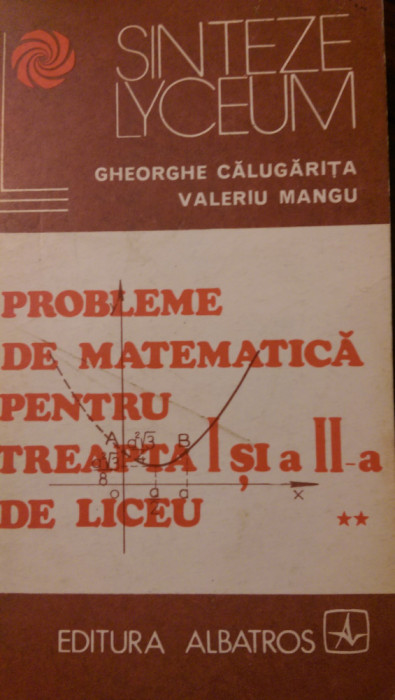 SINTEZE
LYCEUM
GHEORGHE CĂLUGĂRIȚA
VALERIU MANGU
PROBLEME
DE MATEMATICĂ
PENTRU
TREAPTA I ȘI a II-a
DE LICEU
**
A
B
o
x
EDITURA ALBATROS